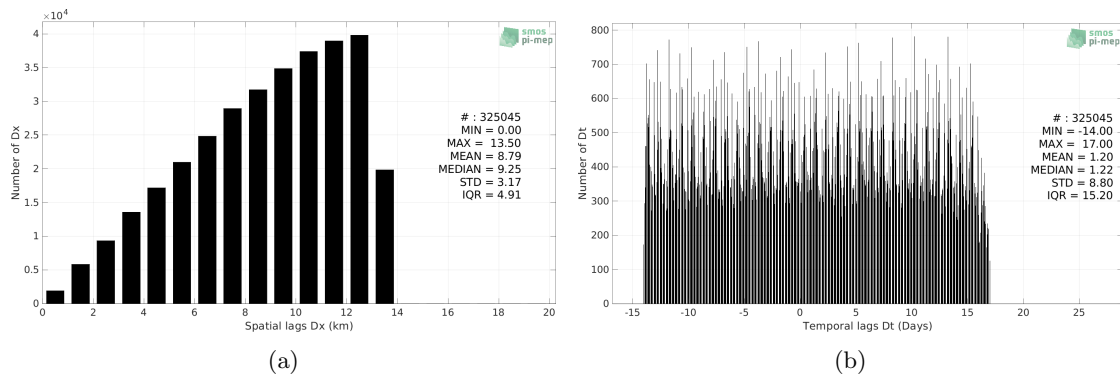 ×10⁴
4
3.5
3
2.5
2
1.5
1
0.5
0
Number of Dx
0 2 4 6 8 10 12 14 16 18 20
Spatial lags Dx (km)
smos
pi-mep
# : 325045
MIN = 0.00
MAX = 13.50
MEAN = 8.79
MEDIAN = 9.25
STD = 3.17
IQR = 4.91
(a)
800
700
600
500
400
300
200
100
0
Number of Dt
-15 -10 -5 0 5 10 15 20 25
Temporal lags Dt (Days)
smos
pi-mep
# : 325045
MIN = -14.00
MAX = 17.00
MEAN = 1.20
MEDIAN = 1.22
STD = 8.80
IQR = 15.20
(b)